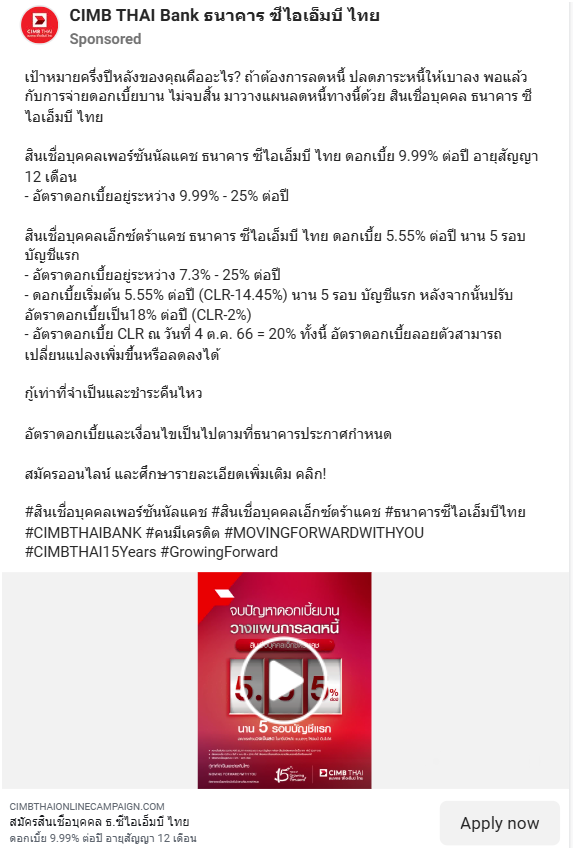 CIMB THAI Bank ธนาคาร ซีไอเอ็มบี ไทย
Sponsored
เป้าหมายครึ่งปีหลังของคุณคืออะไร? ถ้าต้องการลดหนี้ ปลดภาระหนี้ให้เบาลง พอแล้ว
กับการจ่ายดอกเบี้ยบาน ไม่จบสิ้น มาวางแผนลดหนี้ทางนี้ด้วย สินเชื่อบุคคล ธนาคาร ซี
ไอเอ็มบี ไทย
สินเชื่อบุคคลเพอร์ซันนัลแคช ธนาคาร ซีไอเอ็มบี ไทย ดอกเบี้ย 9.99% ต่อปี อายุสัญญา
12 เดือน
- อัตราดอกเบี้ยอยู่ระหว่าง 9.99% - 25% ต่อปี
สินเชื่อบุคคลเอ็กซ์ตร้าแคช ธนาคาร ซีไอเอ็มบี ไทย ดอกเบี้ย 5.55% ต่อปี นาน 5 รอบ
บัญชีแรก
- อัตราดอกเบี้ยอยู่ระหว่าง 7.3% - 25% ต่อปี
- ดอกเบี้ยเริ่มต้น 5.55% ต่อปี (CLR-14.45%) นาน 5 รอบ บัญชีแรก หลังจากนั้นปรับ
อัตราดอกเบี้ยเป็น18% ต่อปี (CLR-2%)
- อัตราดอกเบี้ย CLR ณ วันที่ 4 ต.ค. 66 = 20% ทั้งนี้ อัตราดอกเบี้ยลอยตัวสามารถ
เปลี่ยนแปลงเพิ่มขึ้นหรือลดลงได้
กู้เท่าที่จำเป็นและชำระคืนไหว
อัตราดอกเบี้ยและเงื่อนไขเป็นไปตามที่ธนาคารประกาศกำหนด
สมัครออนไลน์ และศึกษารายละเอียดเพิ่มเติม คลิก!
#สินเชื่อบุคคลเพอร์ซันนัลแคช #สินเชื่อบุคคลเอ็กซ์ตร้าแคช #ธนาคารซีไอเอ็มบีไทย
#CIMBTHAIBANK #คนมีเครดิต #MOVINGFORWARDWITHYOU
#CIMBTHAI15Years #GrowingForward
จบปัญหาดอกเบี้ยบาน
วางแผนการลดหนี้
5. 5%
นาน 5 รอบบัญชีแรก
CIMB THAI
CIMBTHAIONLINECAMPAIGN.COM
สมัครสินเชื่อบุคคล ธ.ซีไอเอ็มบี ไทย
ดอกเบี้ย 9.99% ต่อปี อายุสัญญา 12 เดือน
Apply now